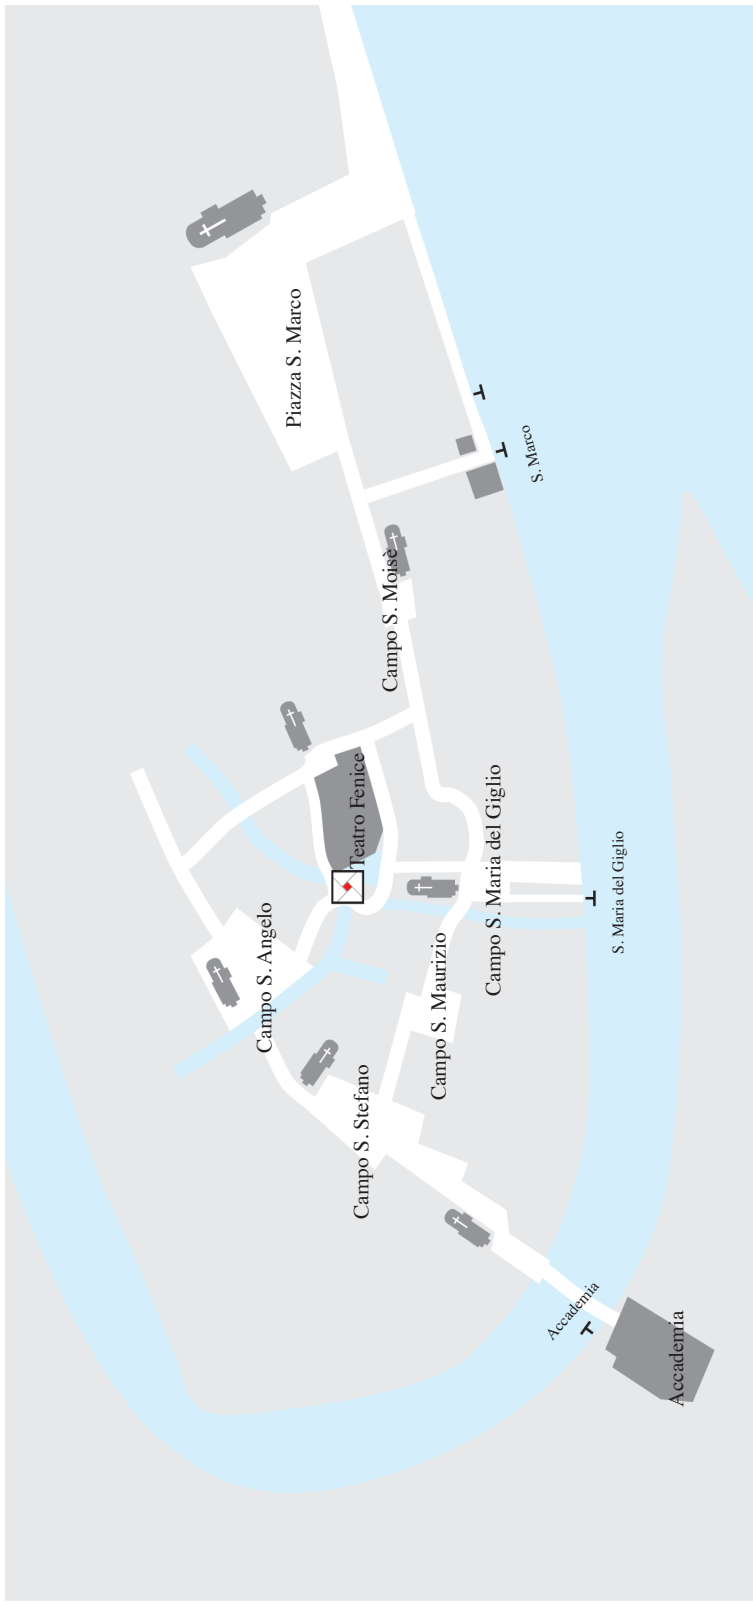 Campo S. Angelo
Piazza S. Marco
Teatro Fenice
Campo S. Stefano
Campo S. Moisè
Campo S. Maurizio
Campo S. Maria del Giglio
S. Marco
Accademia
S. Maria del Giglio
Accademia